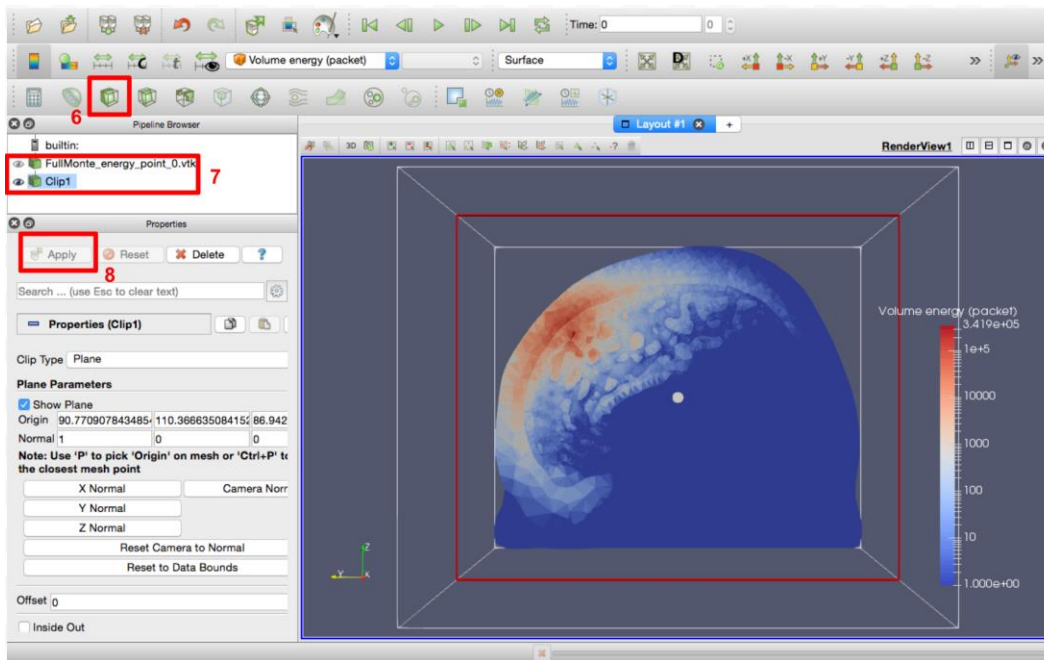 Time: 0 0
Volume energy (packet) Surface
6
Pipeline Browser
Layout #1 +
builtin:
3D
RenderView1
FullMonte_energy_point_0.vtk
Clip1
7
Properties
Apply Reset Delete ?
8
Search ... (use Esc to clear text)
Properties (Clip1)
Clip Type Plane
Plane Parameters
Show Plane
Origin 90.770907843485 110.366635084152 86.942
Normal 1 0 0
Note: Use 'P' to pick 'Origin' on mesh or 'Ctrl+P' to
the closest mesh point
X Normal Camera Norr
Y Normal
Z Normal
Reset Camera to Normal
Reset to Data Bounds
Offset 0
Inside Out
Volume energy (packet)
3.419e+05
1e+5
10000
1000
100
10
1.000e+00
Z
Y X